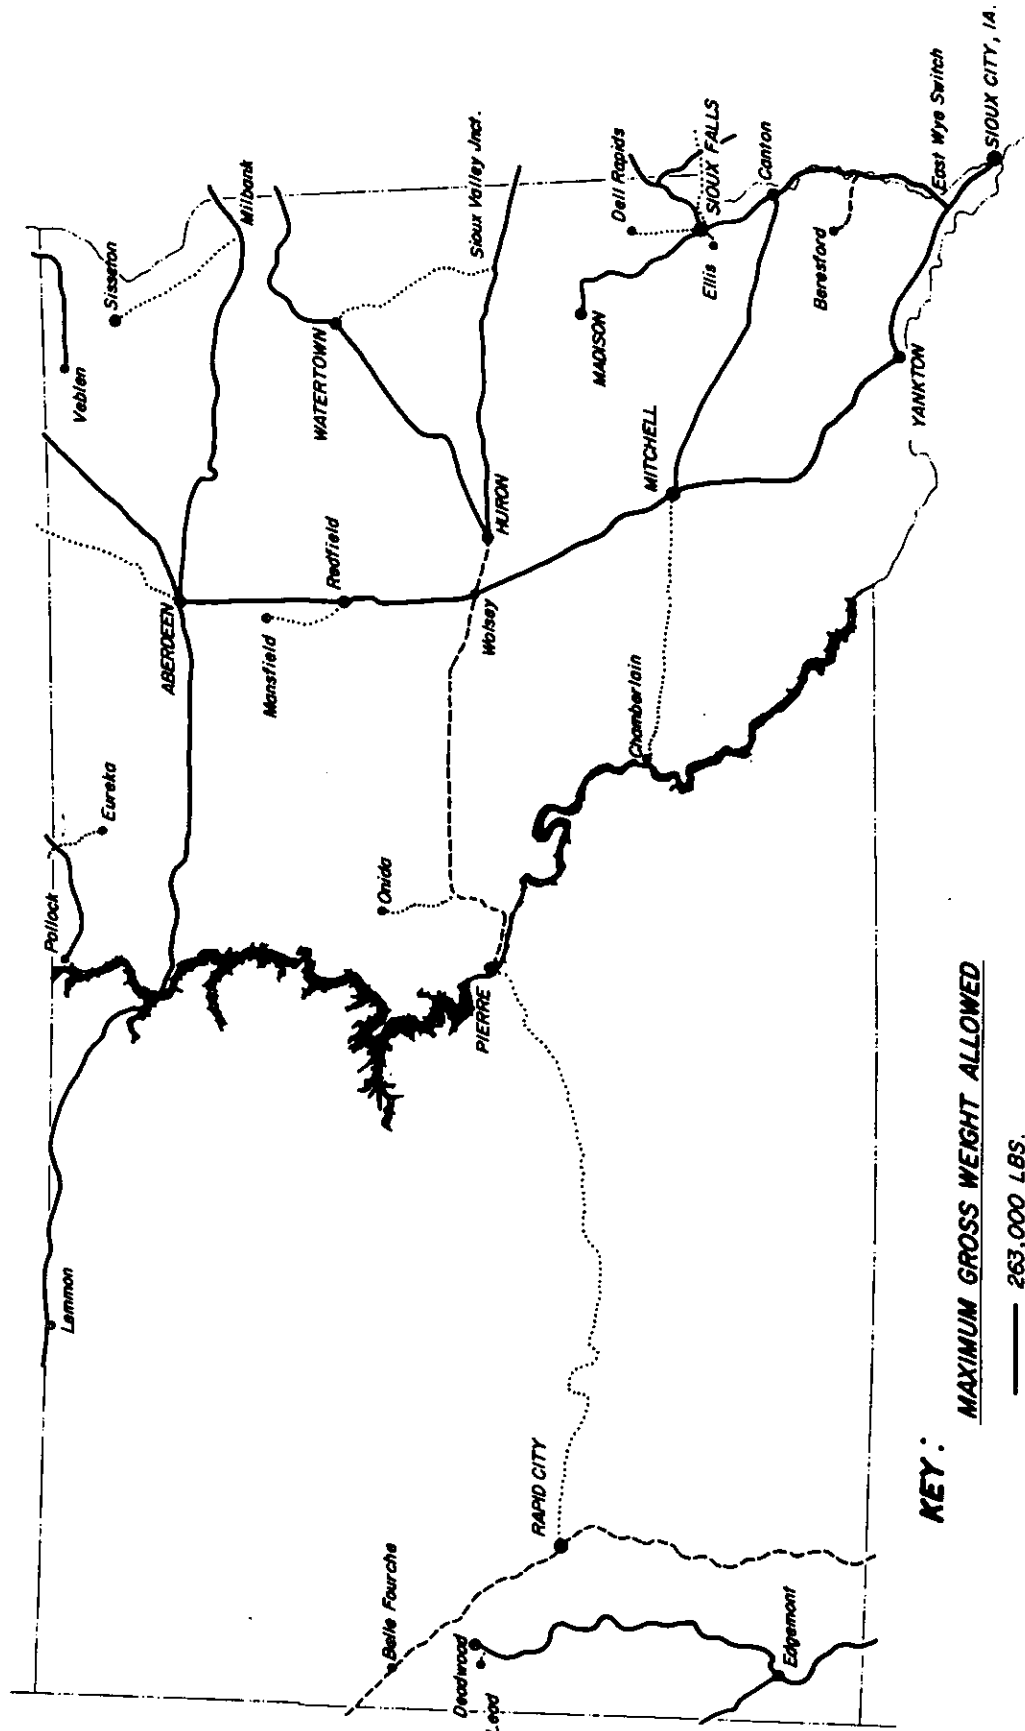 Lemmon
Pollock
Eureka
Veblen
Sisseton
Milbank
ABERDEEN
Mansfield
Redfield
WATERTOWN
Sioux Valley Jnct.
Belle Fourche
Deadwood
Lead
Onida
PIERRE
Wolsey
HURON
RAPID CITY
Chamberlain
MITCHELL
MADISON
Dell Rapids
SIOUX FALLS
Ellis
Canton
Beresford
Edgemont
YANKTON
East Wye Switch
SIOUX CITY, IA.
KEY:
MAXIMUM GROSS WEIGHT ALLOWED
263,000 LBS.